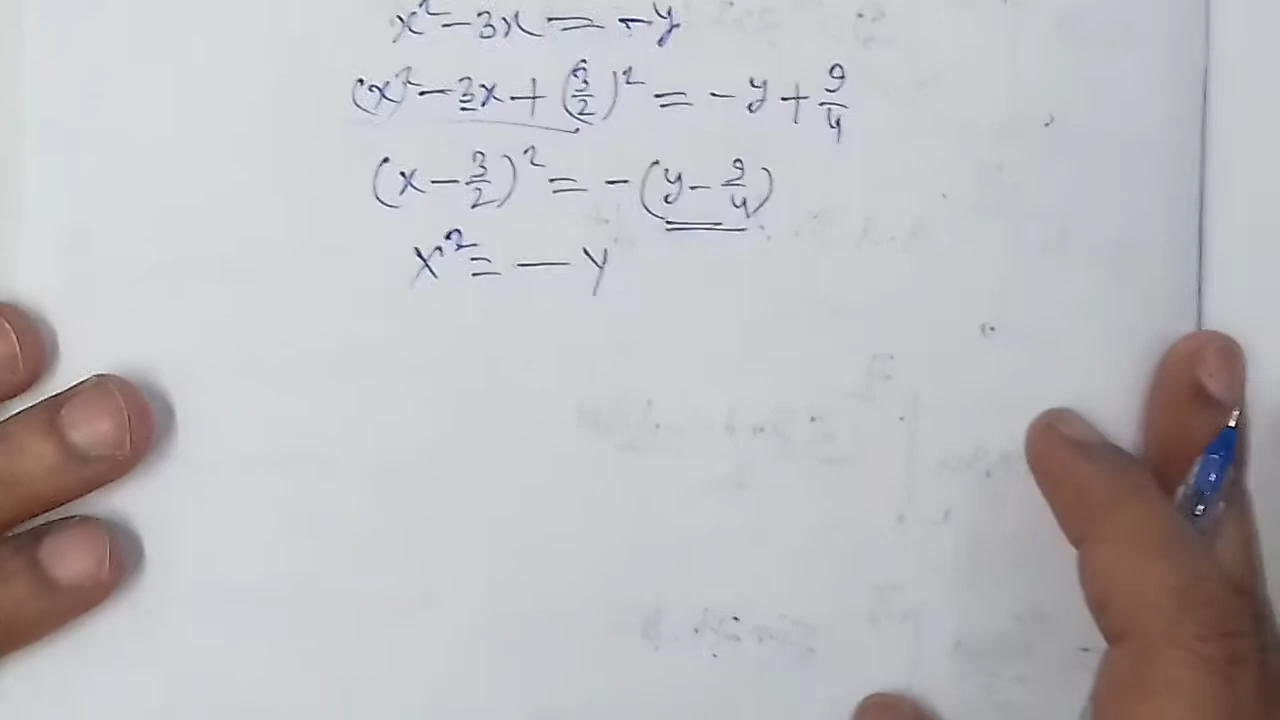 x² - 3x = -y
(x)² - 3x + (3/2)² = -y + 9/4
(x - 3/2)² = -(y - 9/4)
X² = - Y